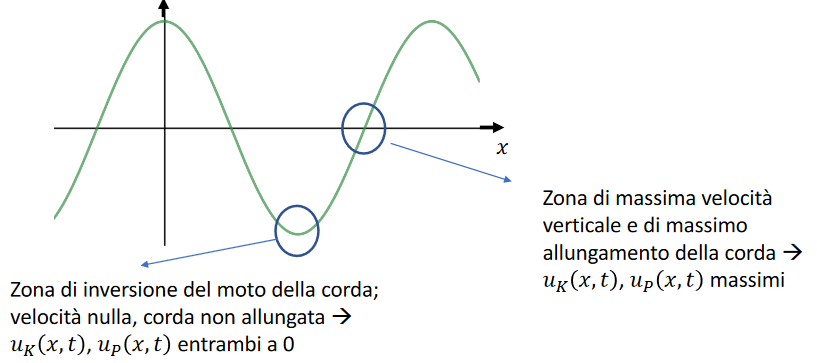 x
Zona di massima velocità
verticale e di massimo
allungamento della corda →
u_K(x, t), u_P(x, t) massimi
Zona di inversione del moto della corda;
velocità nulla, corda non allungata →
u_K(x, t), u_P(x, t) entrambi a 0